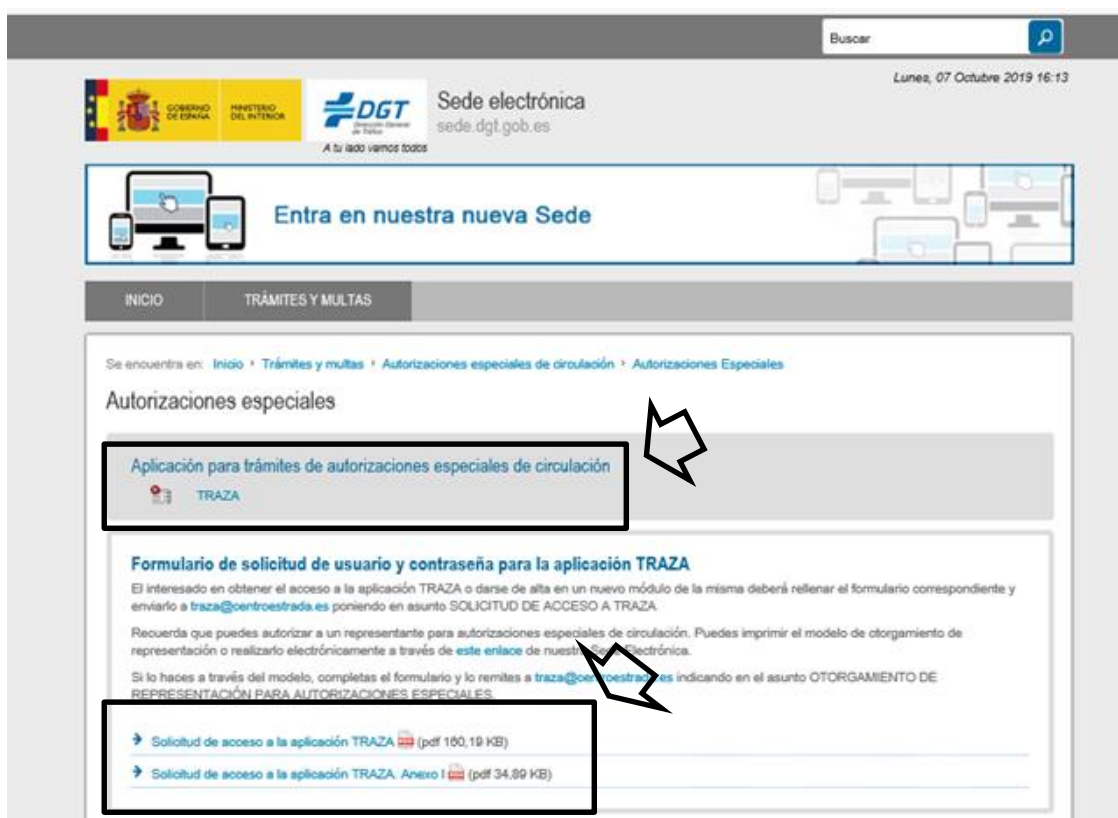 Buscar
Lunes, 07 Octubre 2019 16:13
GOBIERNO
DE ESPAÑA
MINISTERIO
DEL INTERIOR
DGT
Dirección General
de Tráfico
A tu lado vamos todos
Sede electrónica
sede.dgt.gob.es
Entra en nuestra nueva Sede
INICIO
TRÁMITES Y MULTAS
Se encuentra en: Inicio Trámites y multas Autorizaciones especiales de circulación Autorizaciones Especiales
Autorizaciones especiales
Aplicación para trámites de autorizaciones especiales de circulación
TRAZA
Formulario de solicitud de usuario y contraseña para la aplicación TRAZA
El interesado en obtener el acceso a la aplicación TRAZA o darse de alta en un nuevo módulo de la misma deberá rellenar el formulario correspondiente y
enviarlo a traza@centroestrada.es poniendo en asunto SOLICITUD DE ACCESO A TRAZA
Recuerda que puedes autorizar a un representante para autorizaciones especiales de circulación. Puedes imprimir el modelo de otorgamiento de
representación o realizarlo electrónicamente a través de este enlace de nuestra Sede Electrónica.
Si lo haces a través del modelo, completas el formulario y lo remites a traza@centroestrada.es indicando en el asunto OTORGAMIENTO DE
REPRESENTACIÓN PARA AUTORIZACIONES ESPECIALES.
Solicitud de acceso a la aplicación TRAZA (pdf 160,19 KB)
Solicitud de acceso a la aplicación TRAZA. Anexo I (pdf 34,89 KB)